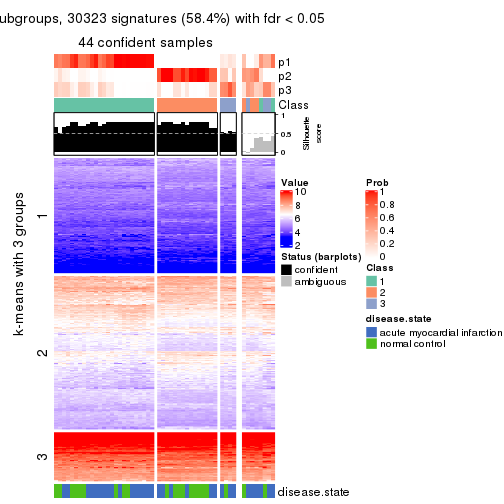 ubgroups, 30323 signatures (58.4%) with fdr < 0.05
44 confident samples
p1
p2
p3
Class
1
0.5
0
Silhouette
score
k-means with 3 groups
1
2
3
Value
10
8
6
4
2
Status (barplots)
confident
ambiguous
Prob
1
0.8
0.6
0.4
0.2
0
Class
1
2
3
disease.state
acute myocardial infarction
normal control
disease.state